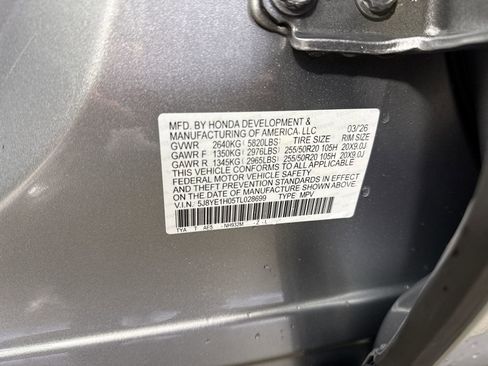 MFD. BY HONDA DEVELOPMENT &
MANUFACTURING OF AMERICA, LLC 03/26
GVWR 2640KG( 5820LBS) TIRE SIZE RIM SIZE
GAWR F 1350KG( 2976LBS) 255/50R20 105H 20X9.0J
GAWR R 1345KG( 2965LBS) 255/50R20 105H 20X9.0J
THIS VEHICLE CONFORMS TO ALL APPLICABLE
FEDERAL MOTOR VEHICLE SAFETY
AND THEFT PREVENTION STANDARDS IN EFFECT
ON THE DATE OF MANUFACTURE SHOWN ABOVE.
V.I.N. 5J8YE1H05TL028699 TYPE MPV
TYA T AF5 -NH932M -Z -L